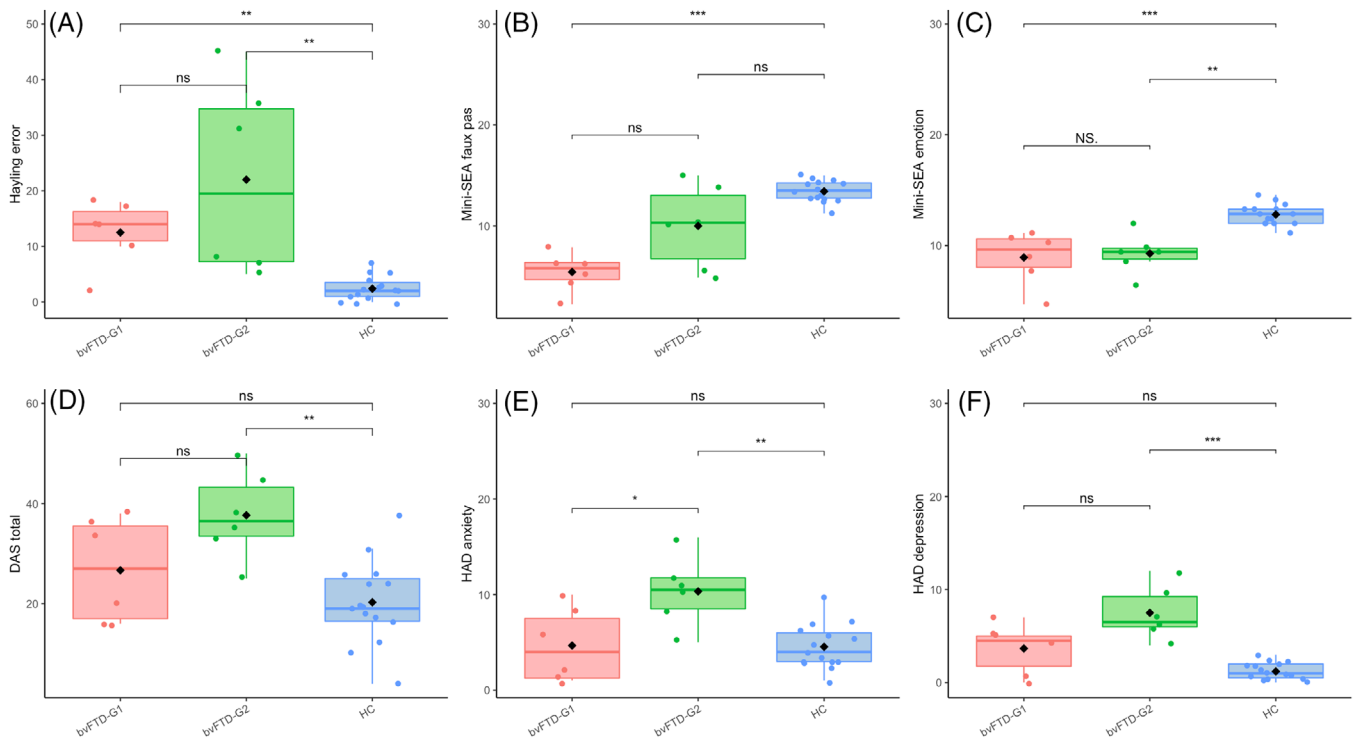 (A)
Hayling error
50
40
30
20
10
0
**
**
ns
bvFTD-G1
bvFTD-G2
HC
(B)
Mini-SEA faux pas
30
20
10
***
ns
ns
bvFTD-G1
bvFTD-G2
HC
(C)
Mini-SEA emotion
30
20
10
***
**
NS.
bvFTD-G1
bvFTD-G2
HC
(D)
DAS total
60
40
20
ns
**
ns
bvFTD-G1
bvFTD-G2
HC
(E)
HAD anxiety
30
20
10
0
ns
**
*
bvFTD-G1
bvFTD-G2
HC
(F)
HAD depression
30
20
10
0
ns
***
ns
bvFTD-G1
bvFTD-G2
HC